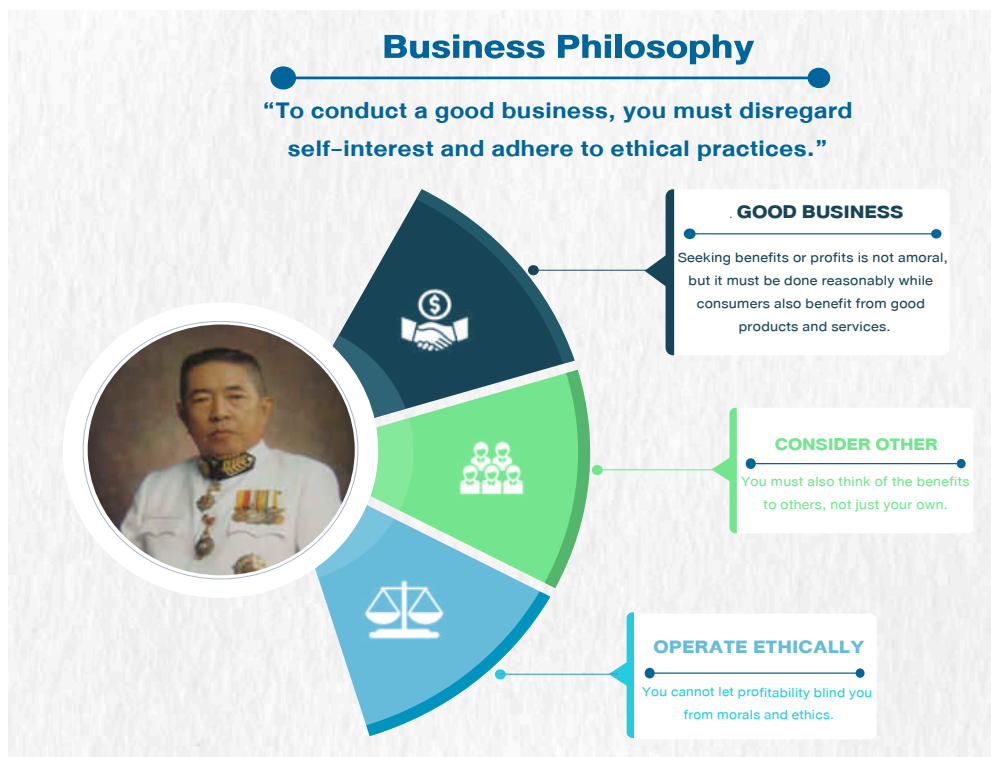 Business Philosophy
“To conduct a good business, you must disregard
self-interest and adhere to ethical practices.”
. GOOD BUSINESS
Seeking benefits or profits is not amoral,
but it must be done reasonably while
consumers also benefit from good
products and services.
CONSIDER OTHER
You must also think of the benefits
to others, not just your own.
OPERATE ETHICALLY
You cannot let profitability blind you
from morals and ethics.